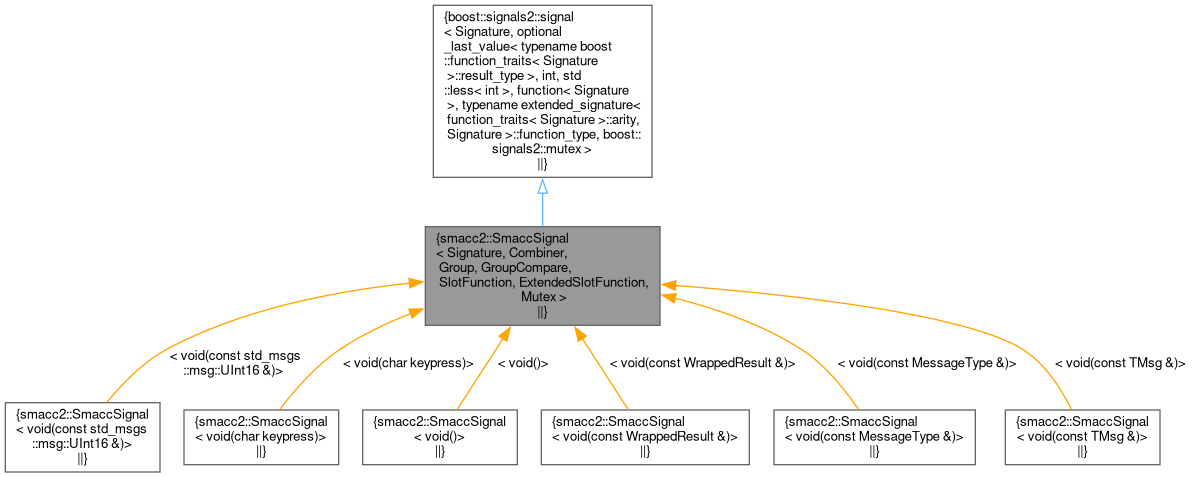 {boost::signals2::signal
< Signature, optional
_last_value< typename boost
::function_traits< Signature
>::result_type >, int, std
::less< int >, function< Signature
>, typename extended_signature<
function_traits< Signature >::arity,
Signature >::function_type, boost::
signals2::mutex >
||}
{smacc2::SmaccSignal
< Signature, Combiner,
Group, GroupCompare,
SlotFunction, ExtendedSlotFunction,
Mutex >
||}
< void(const std_msgs
::msg::UInt16 &)>
< void(char keypress)>
< void()>
< void(const WrappedResult &)>
< void(const MessageType &)>
< void(const TMsg &)>
{smacc2::SmaccSignal
< void(const std_msgs
::msg::UInt16 &)>
||}
{smacc2::SmaccSignal
< void(char keypress)>
||}
{smacc2::SmaccSignal
< void()>
||}
{smacc2::SmaccSignal
< void(const WrappedResult &)>
||}
{smacc2::SmaccSignal
< void(const MessageType &)>
||}
{smacc2::SmaccSignal
< void(const TMsg &)>
||}